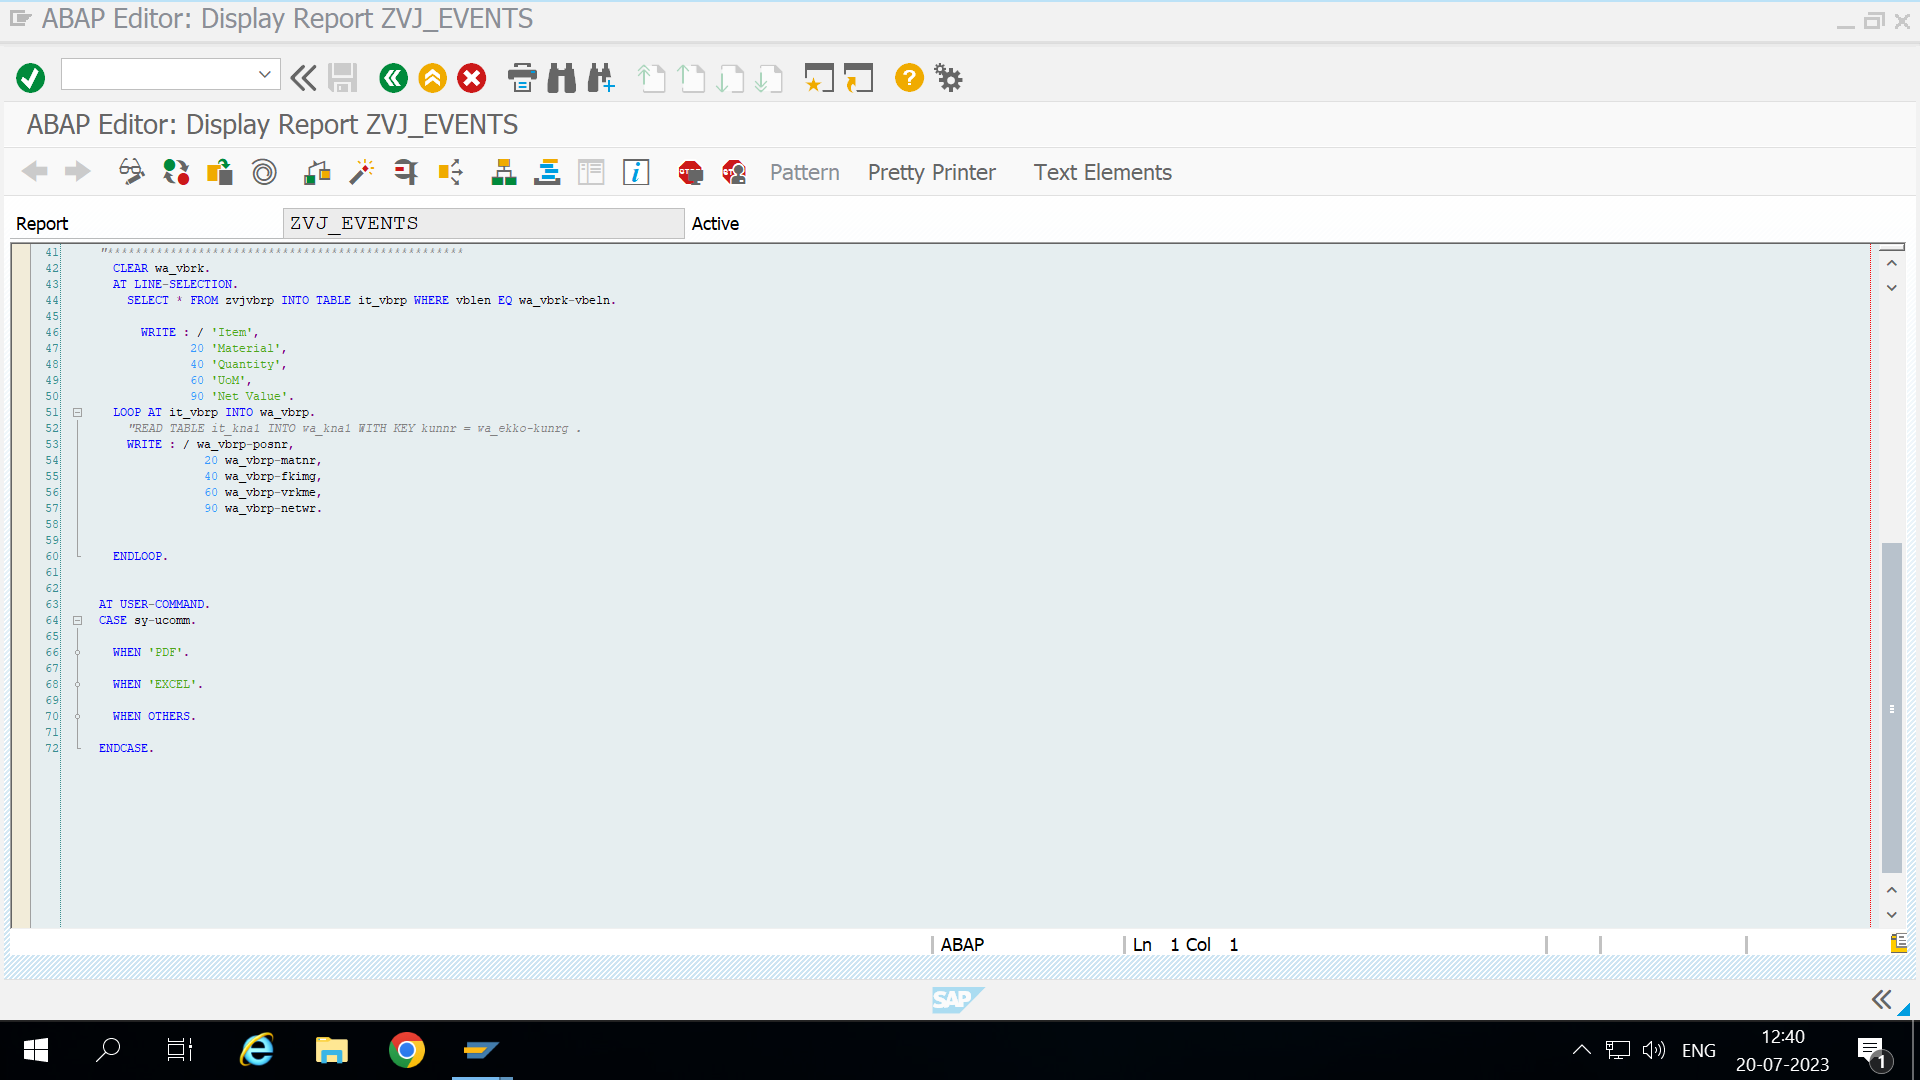 ABAP Editor: Display Report ZVJ_EVENTS
ABAP Editor: Display Report ZVJ_EVENTS
Pattern Pretty Printer Text Elements
Report ZVJ_EVENTS Active
41 "***************************************************
42 CLEAR wa_vbrk.
43 AT LINE-SELECTION.
44 SELECT * FROM zvjvbrp INTO TABLE it_vbrp WHERE vblen EQ wa_vbrk-vbeln.
45
46 WRITE : / 'Item',
47 20 'Material',
48 40 'Quantity',
49 60 'UoM',
50 90 'Net Value'.
51 LOOP AT it_vbrp INTO wa_vbrp.
52 "READ TABLE it_kna1 INTO wa_kna1 WITH KEY kunnr = wa_ekko-kunrg .
53 WRITE : / wa_vbrp-posnr,
54 20 wa_vbrp-matnr,
55 40 wa_vbrp-fkimg,
56 60 wa_vbrp-vrkme,
57 90 wa_vbrp-netwr.
58
59
60 ENDLOOP.
61
62
63 AT USER-COMMAND.
64 CASE sy-ucomm.
65
66 WHEN 'PDF'.
67
68 WHEN 'EXCEL'.
69
70 WHEN OTHERS.
71
72 ENDCASE.
ABAP Ln 1 Col 1
SAP
ENG 12:40
20-07-2023
1